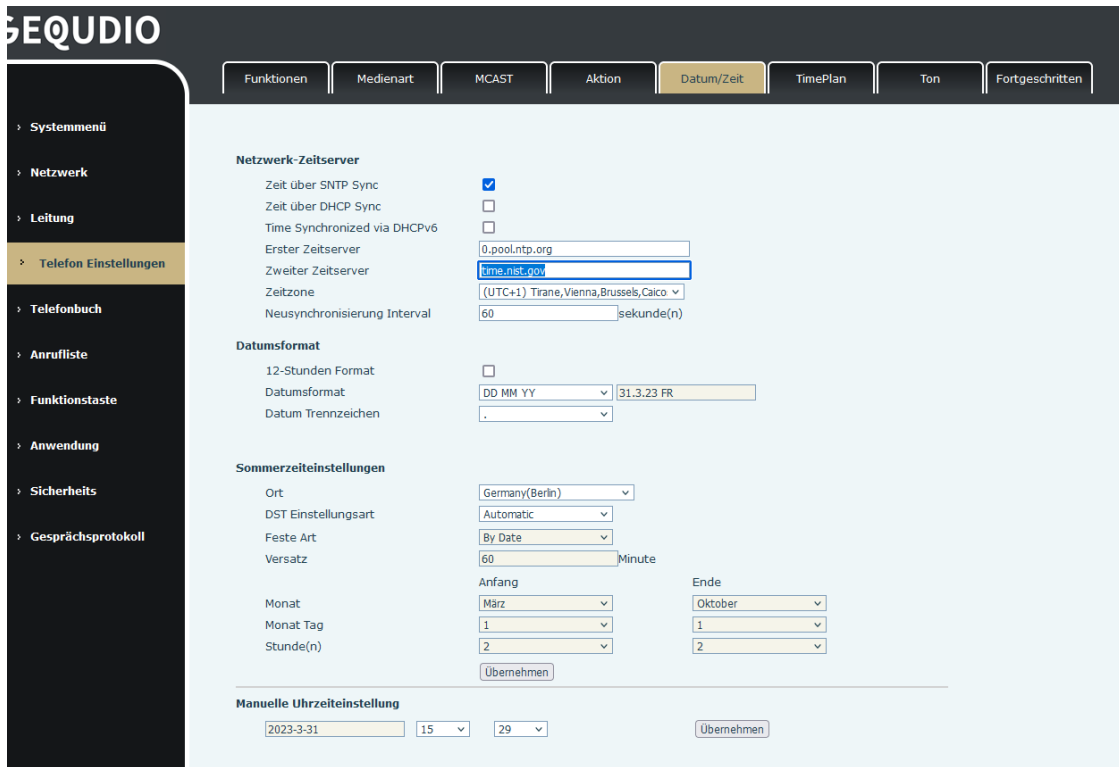 GEQUDIO
Funktionen Medienart MCAST Aktion Datum/Zeit TimePlan Ton Fortgeschritten
› Systemmenü
› Netzwerk
› Leitung
› Telefon Einstellungen
› Telefonbuch
› Anrufliste
› Funktionstaste
› Anwendung
› Sicherheits
› Gesprächsprotokoll
Netzwerk-Zeitserver
Zeit über SNTP Sync
Zeit über DHCP Sync
Time Synchronized via DHCPv6
Erster Zeitserver 0.pool.ntp.org
Zweiter Zeitserver time.nist.gov
Zeitzone (UTC+1) Tirane,Vienna,Brussels,Caico
Neusynchronisierung Interval 60 sekunde(n)
Datumsformat
12-Stunden Format
Datumsformat DD MM YY 31.3.23 FR
Datum Trennzeichen .
Sommerzeiteinstellungen
Ort Germany(Berlin)
DST Einstellungsart Automatic
Feste Art By Date
Versatz 60 Minute
Anfang Ende
Monat März Oktober
Monat Tag 1 1
Stunde(n) 2 2
Übernehmen
Manuelle Uhrzeiteinstellung
2023-3-31 15 29 Übernehmen